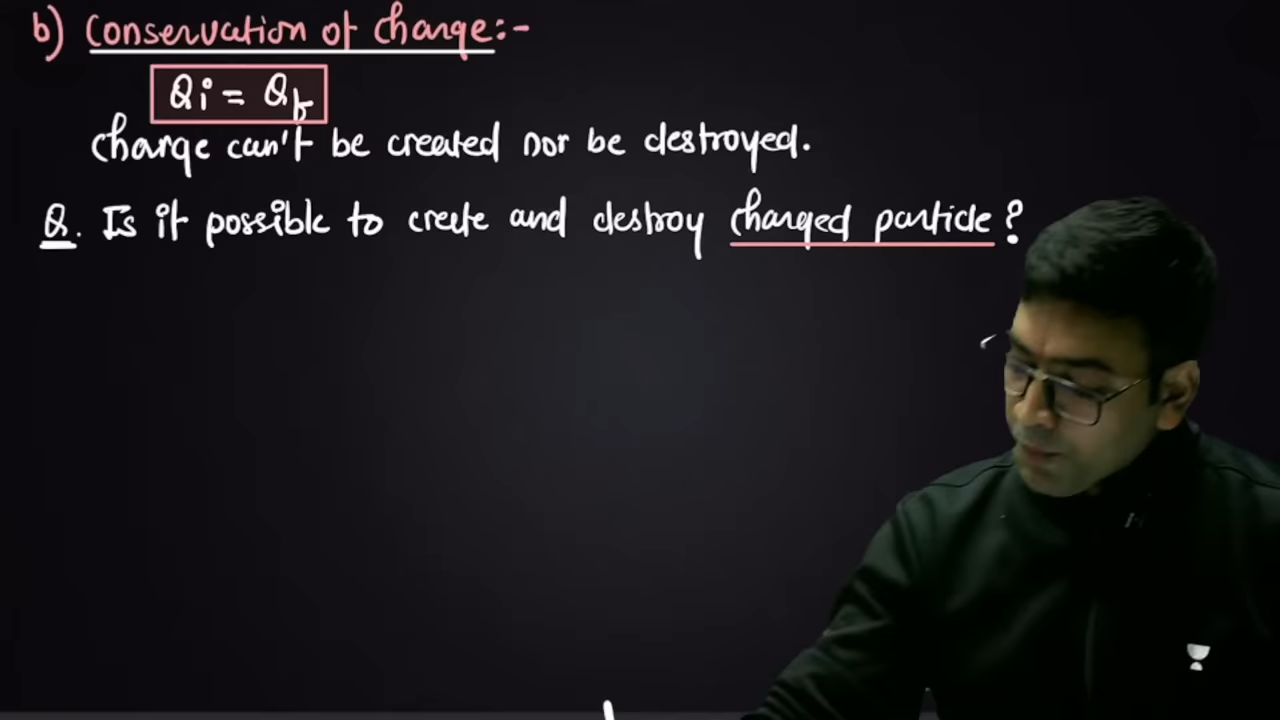 b) Conservation of charge:-
Qi = Qf
charge can't be created nor be destroyed.
Q. Is it possible to create and destroy charged particle?